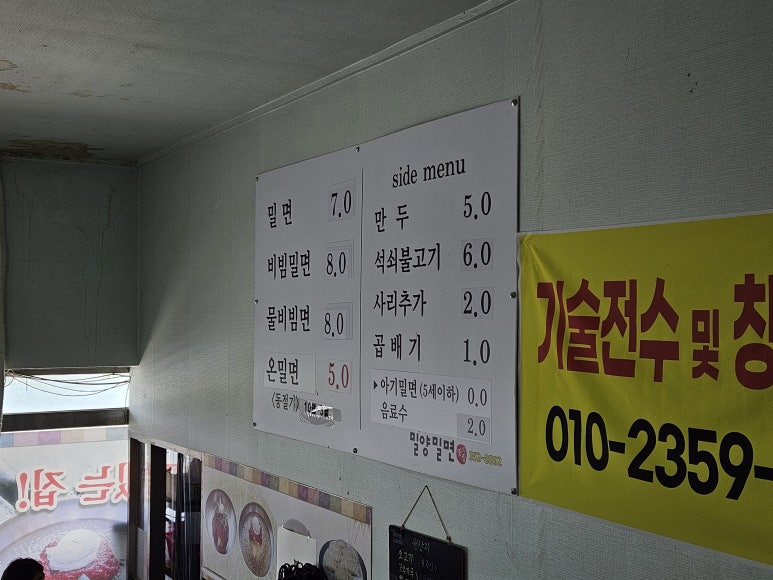 밀면 7.0
비빔밀면 8.0
물비빔면 8.0
온밀면 5.0
(동절기)
side menu
만두 5.0
석쇠불고기 6.0
사리추가 2.0
곱배기 1.0
▶아기밀면(5세이하) 0.0
음료수 2.0
밀양밀면
기술전수 및 창
010-2359-
있는 집!